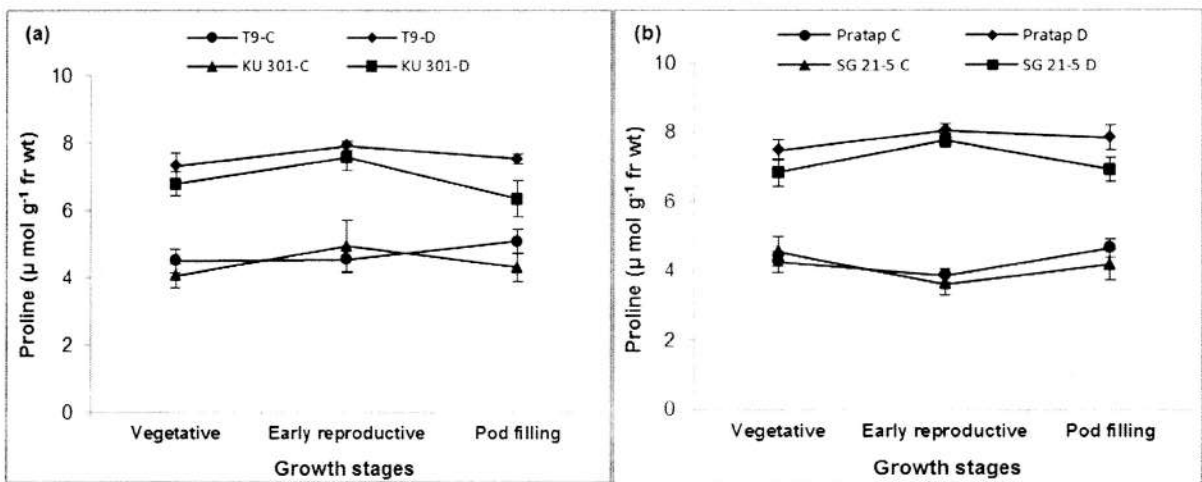 (a)
T9-C
T9-D
KU 301-C
KU 301-D
Proline (µ mol g⁻¹ fr wt)
10
8
6
4
2
0
Vegetative
Early reproductive
Pod filling
Growth stages
(b)
Pratap C
Pratap D
SG 21-5 C
SG 21-5 D
Proline (µ mol g⁻¹ fr wt)
10
8
6
4
2
0
Vegetative
Early reproductive
Pod filling
Growth stages